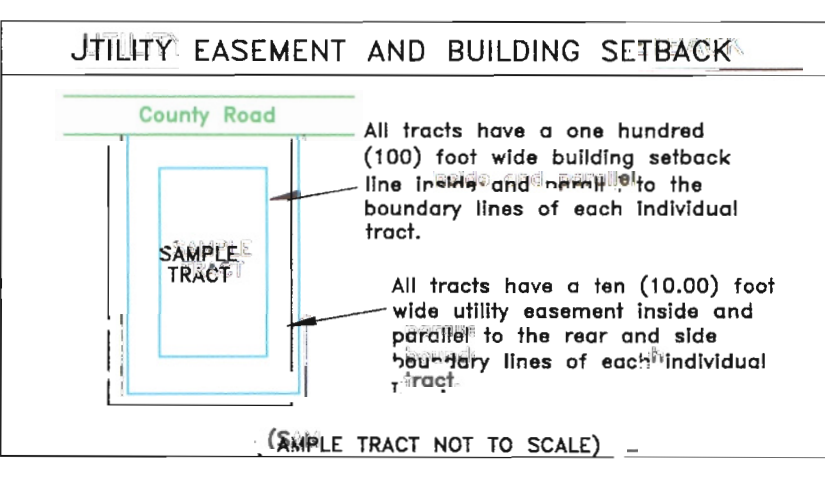 UTILITY EASEMENT AND BUILDING SETBACK
County Road
All tracts have a one hundred
(100) foot wide building setback
line inside and parallel to the
boundary lines of each individual
tract.
SAMPLE
TRACT
All tracts have a ten (10.00) foot
wide utility easement inside and
parallel to the rear and side
boundary lines of each individual
tract.
(SAMPLE TRACT NOT TO SCALE)